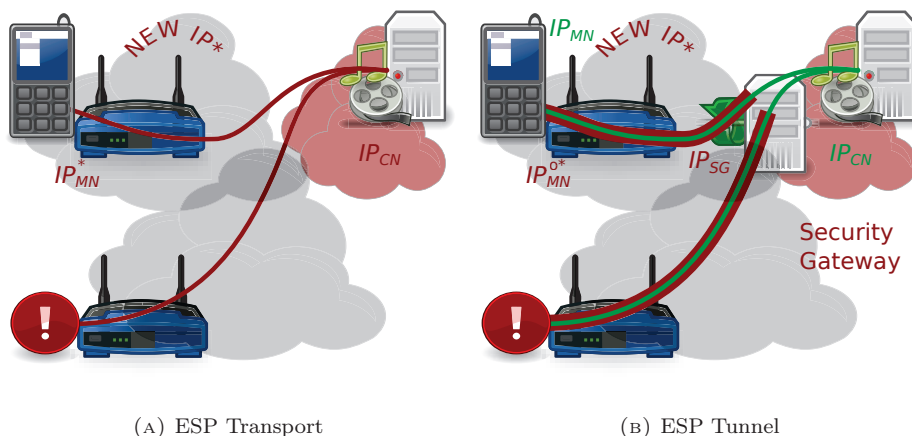 NEW IP*
IP*MN
IPCN
!
(A) ESP Transport
IPMN
NEW IP*
IPo*MN
IPSG
IPCN
Security
Gateway
!
(B) ESP Tunnel